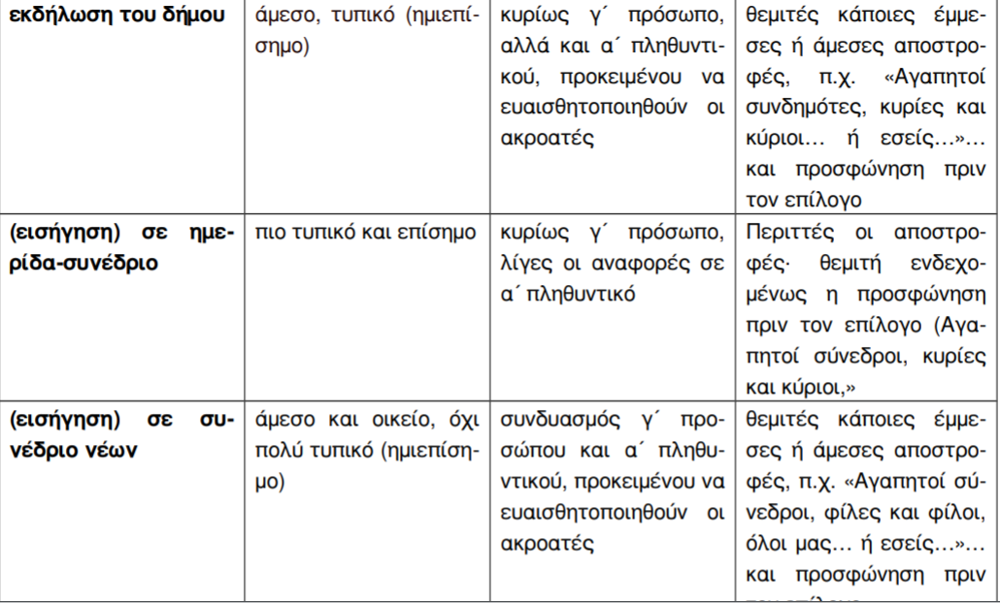 εκδήλωση του δήμου
άμεσο, τυπικό (ημιεπί-
σημο)
κυρίως γ΄ πρόσωπο,
αλλά και α΄ πληθυντι-
κού, προκειμένου να
ευαισθητοποιηθούν οι
ακροατές
θεμιτές κάποιες έμμε-
σες ή άμεσες αποστρο-
φές, π.χ. «Αγαπητοί
συνδημότες, κυρίες και
κύριοι… ή εσείς…»…
και προσφώνηση πριν
τον επίλογο
(εισήγηση) σε ημε-
ρίδα-συνέδριο
πιο τυπικό και επίσημο
κυρίως γ΄ πρόσωπο,
λίγες οι αναφορές σε
α΄ πληθυντικό
Περιττές οι αποστρο-
φές· θεμιτή ενδεχο-
μένως η προσφώνηση
πριν τον επίλογο (Αγα-
πητοί σύνεδροι, κυρίες
και κύριοι,»
(εισήγηση) σε συ-
νέδριο νέων
άμεσο και οικείο, όχι
πολύ τυπικό (ημιεπίση-
μο)
συνδυασμός γ΄ προ-
σώπου και α΄ πληθυ-
ντικού, προκειμένου να
ευαισθητοποιηθούν οι
ακροατές
θεμιτές κάποιες έμμε-
σες ή άμεσες αποστρο-
φές, π.χ. «Αγαπητοί σύ-
νεδροι, φίλες και φίλοι,
όλοι μας… ή εσείς…»…
και προσφώνηση πριν